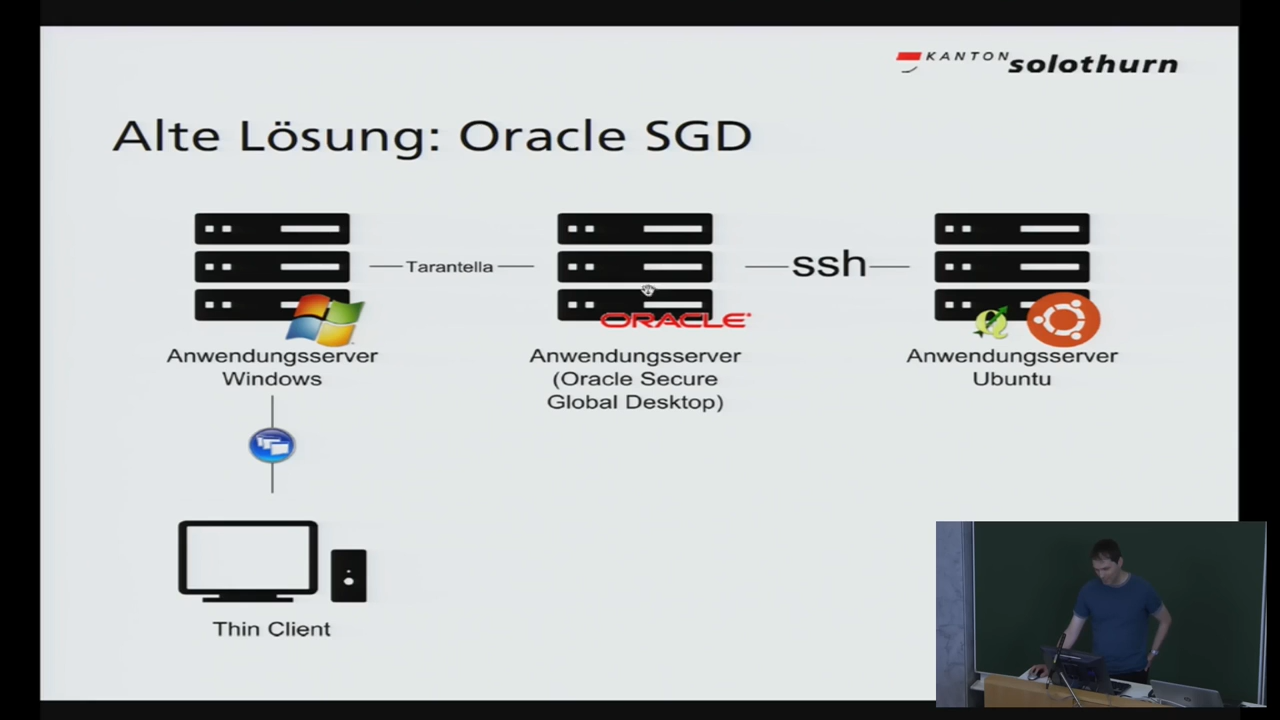 KANTON solothurn
Alte Lösung: Oracle SGD
Tarantella
ssh
ORACLE
Anwendungsserver
Windows
Anwendungsserver
(Oracle Secure
Global Desktop)
Anwendungsserver
Ubuntu
Thin Client